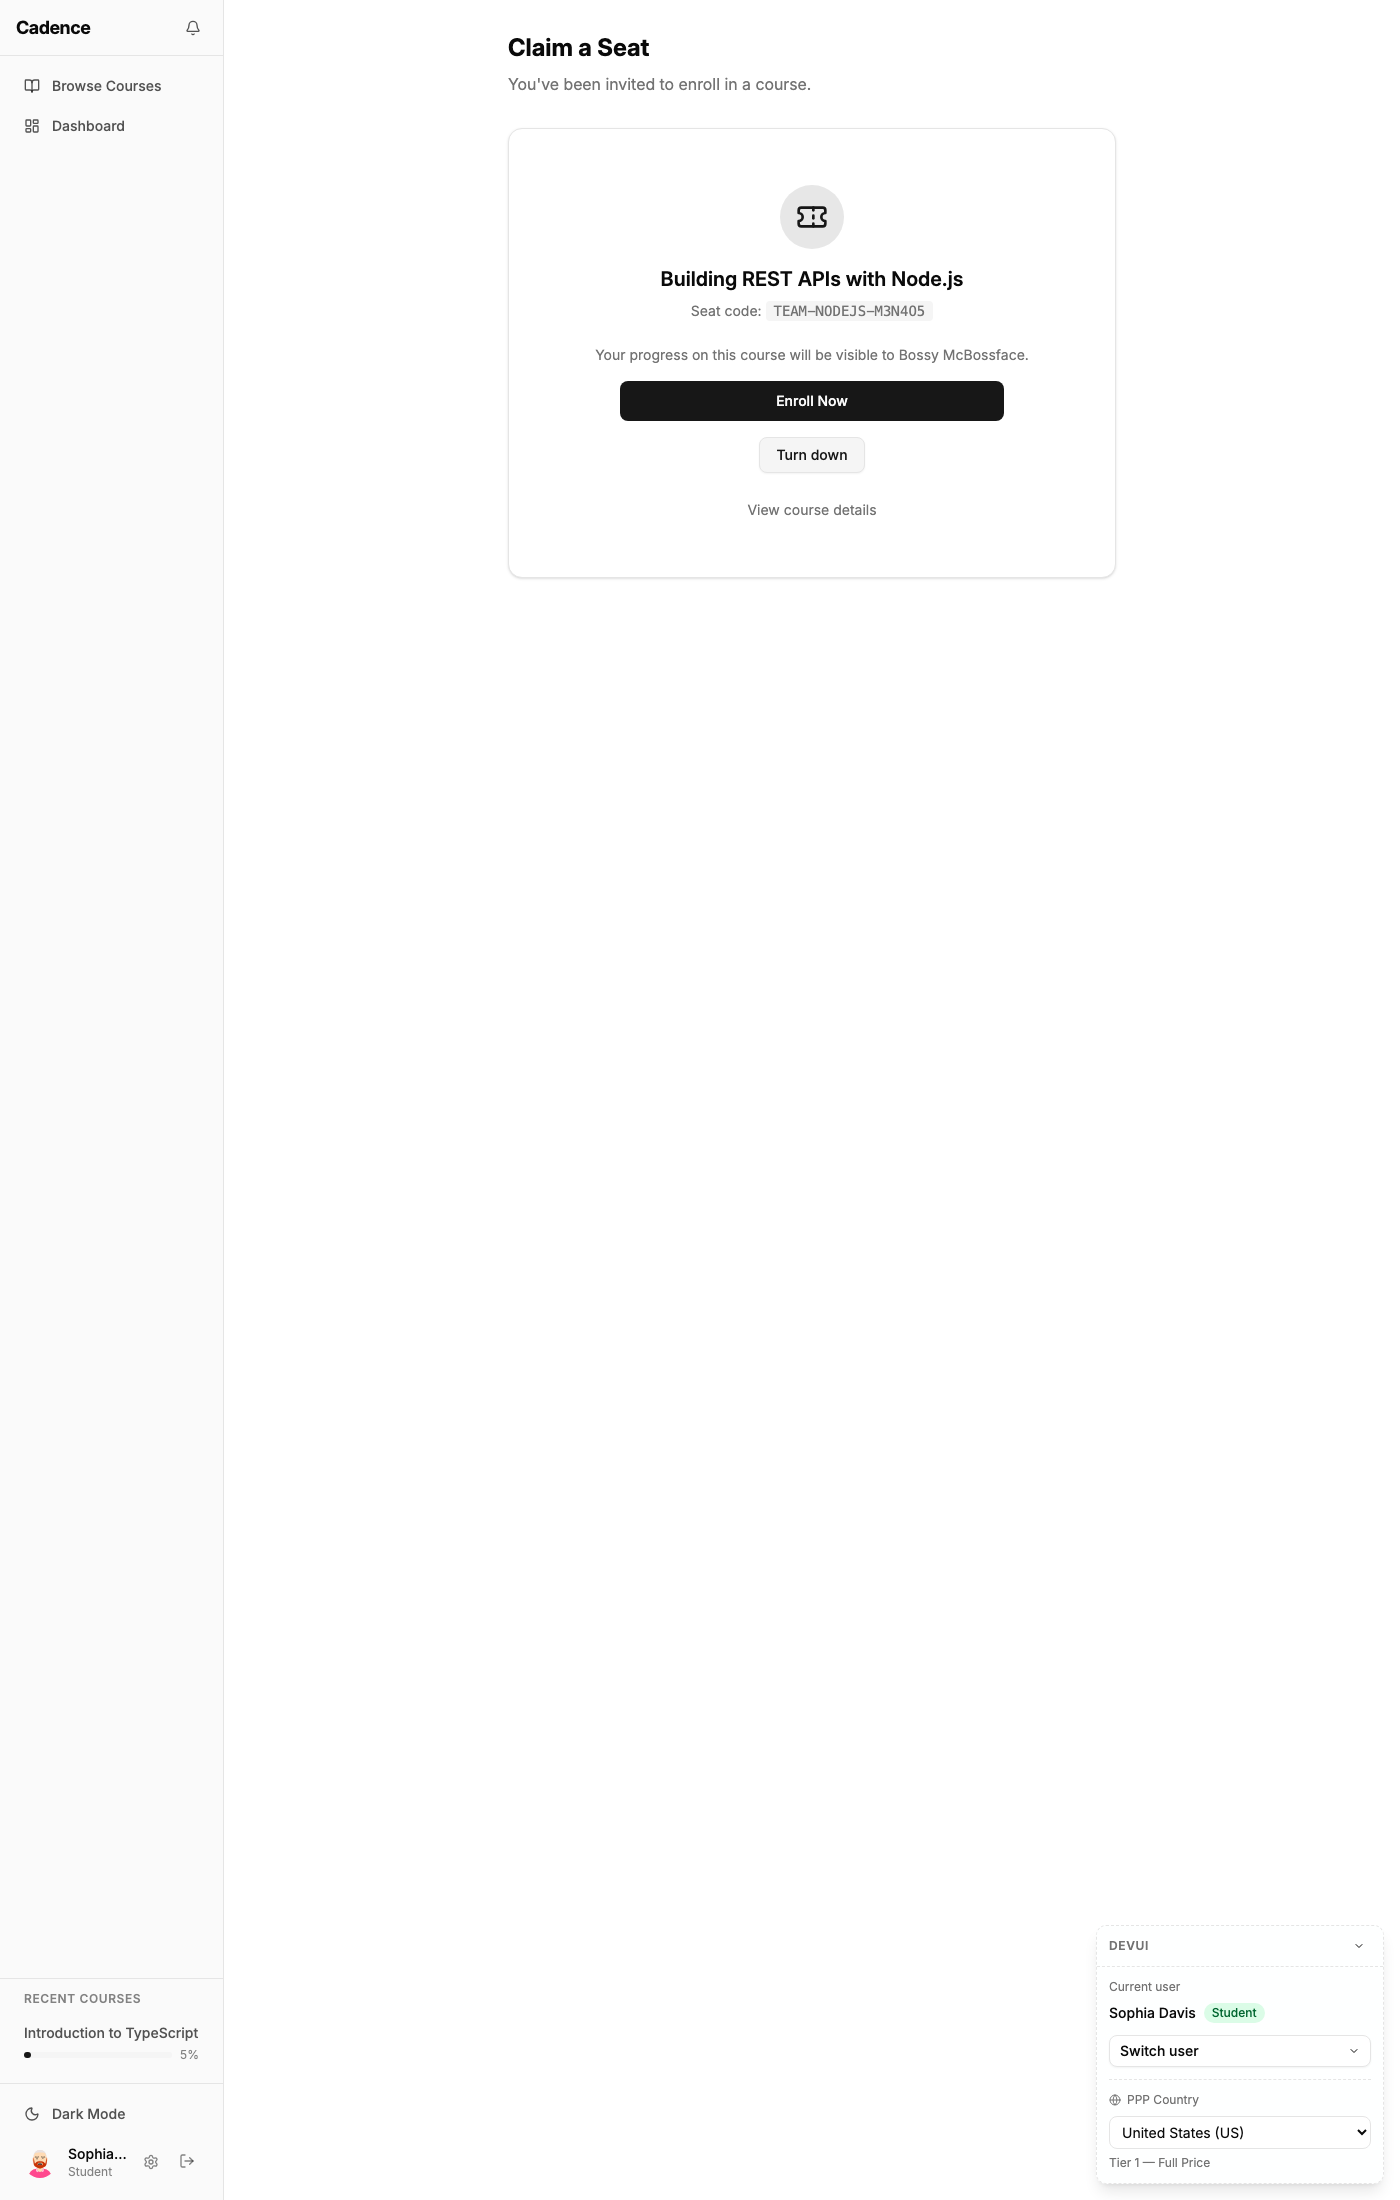 Cadence
Browse Courses
Dashboard
Claim a Seat
You've been invited to enroll in a course.
Building REST APIs with Node.js
Seat code: TEAM-NODEJS-M3N4O5
Your progress on this course will be visible to Bossy McBossface.
Enroll Now
Turn down
View course details
RECENT COURSES
Introduction to TypeScript
5%
Dark Mode
Sophia...
Student
DEVUI
Current user
Sophia Davis Student
Switch user
PPP Country
United States (US)
Tier 1 — Full Price